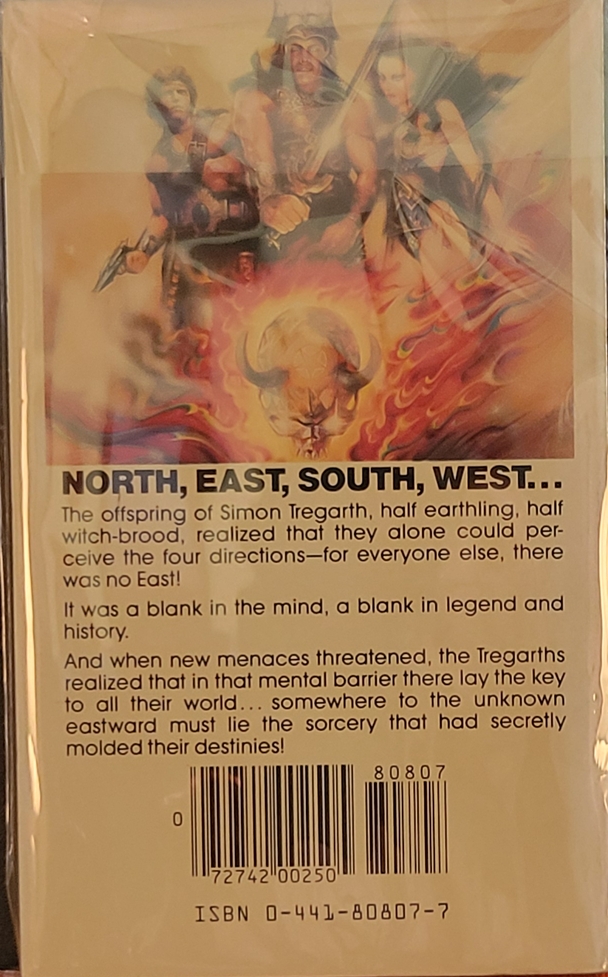 NORTH, EAST, SOUTH, WEST...
The offspring of Simon Tregarth, half earthling, half
witch-brood, realized that they alone could per-
ceive the four directions—for everyone else, there
was no East!
It was a blank in the mind, a blank in legend and
history.
And when new menaces threatened, the Tregarths
realized that in that mental barrier there lay the key
to all their world... somewhere to the unknown
eastward must lie the sorcery that had secretly
molded their destinies!
80807
0
72742 00250
ISBN 0-441-80807-7